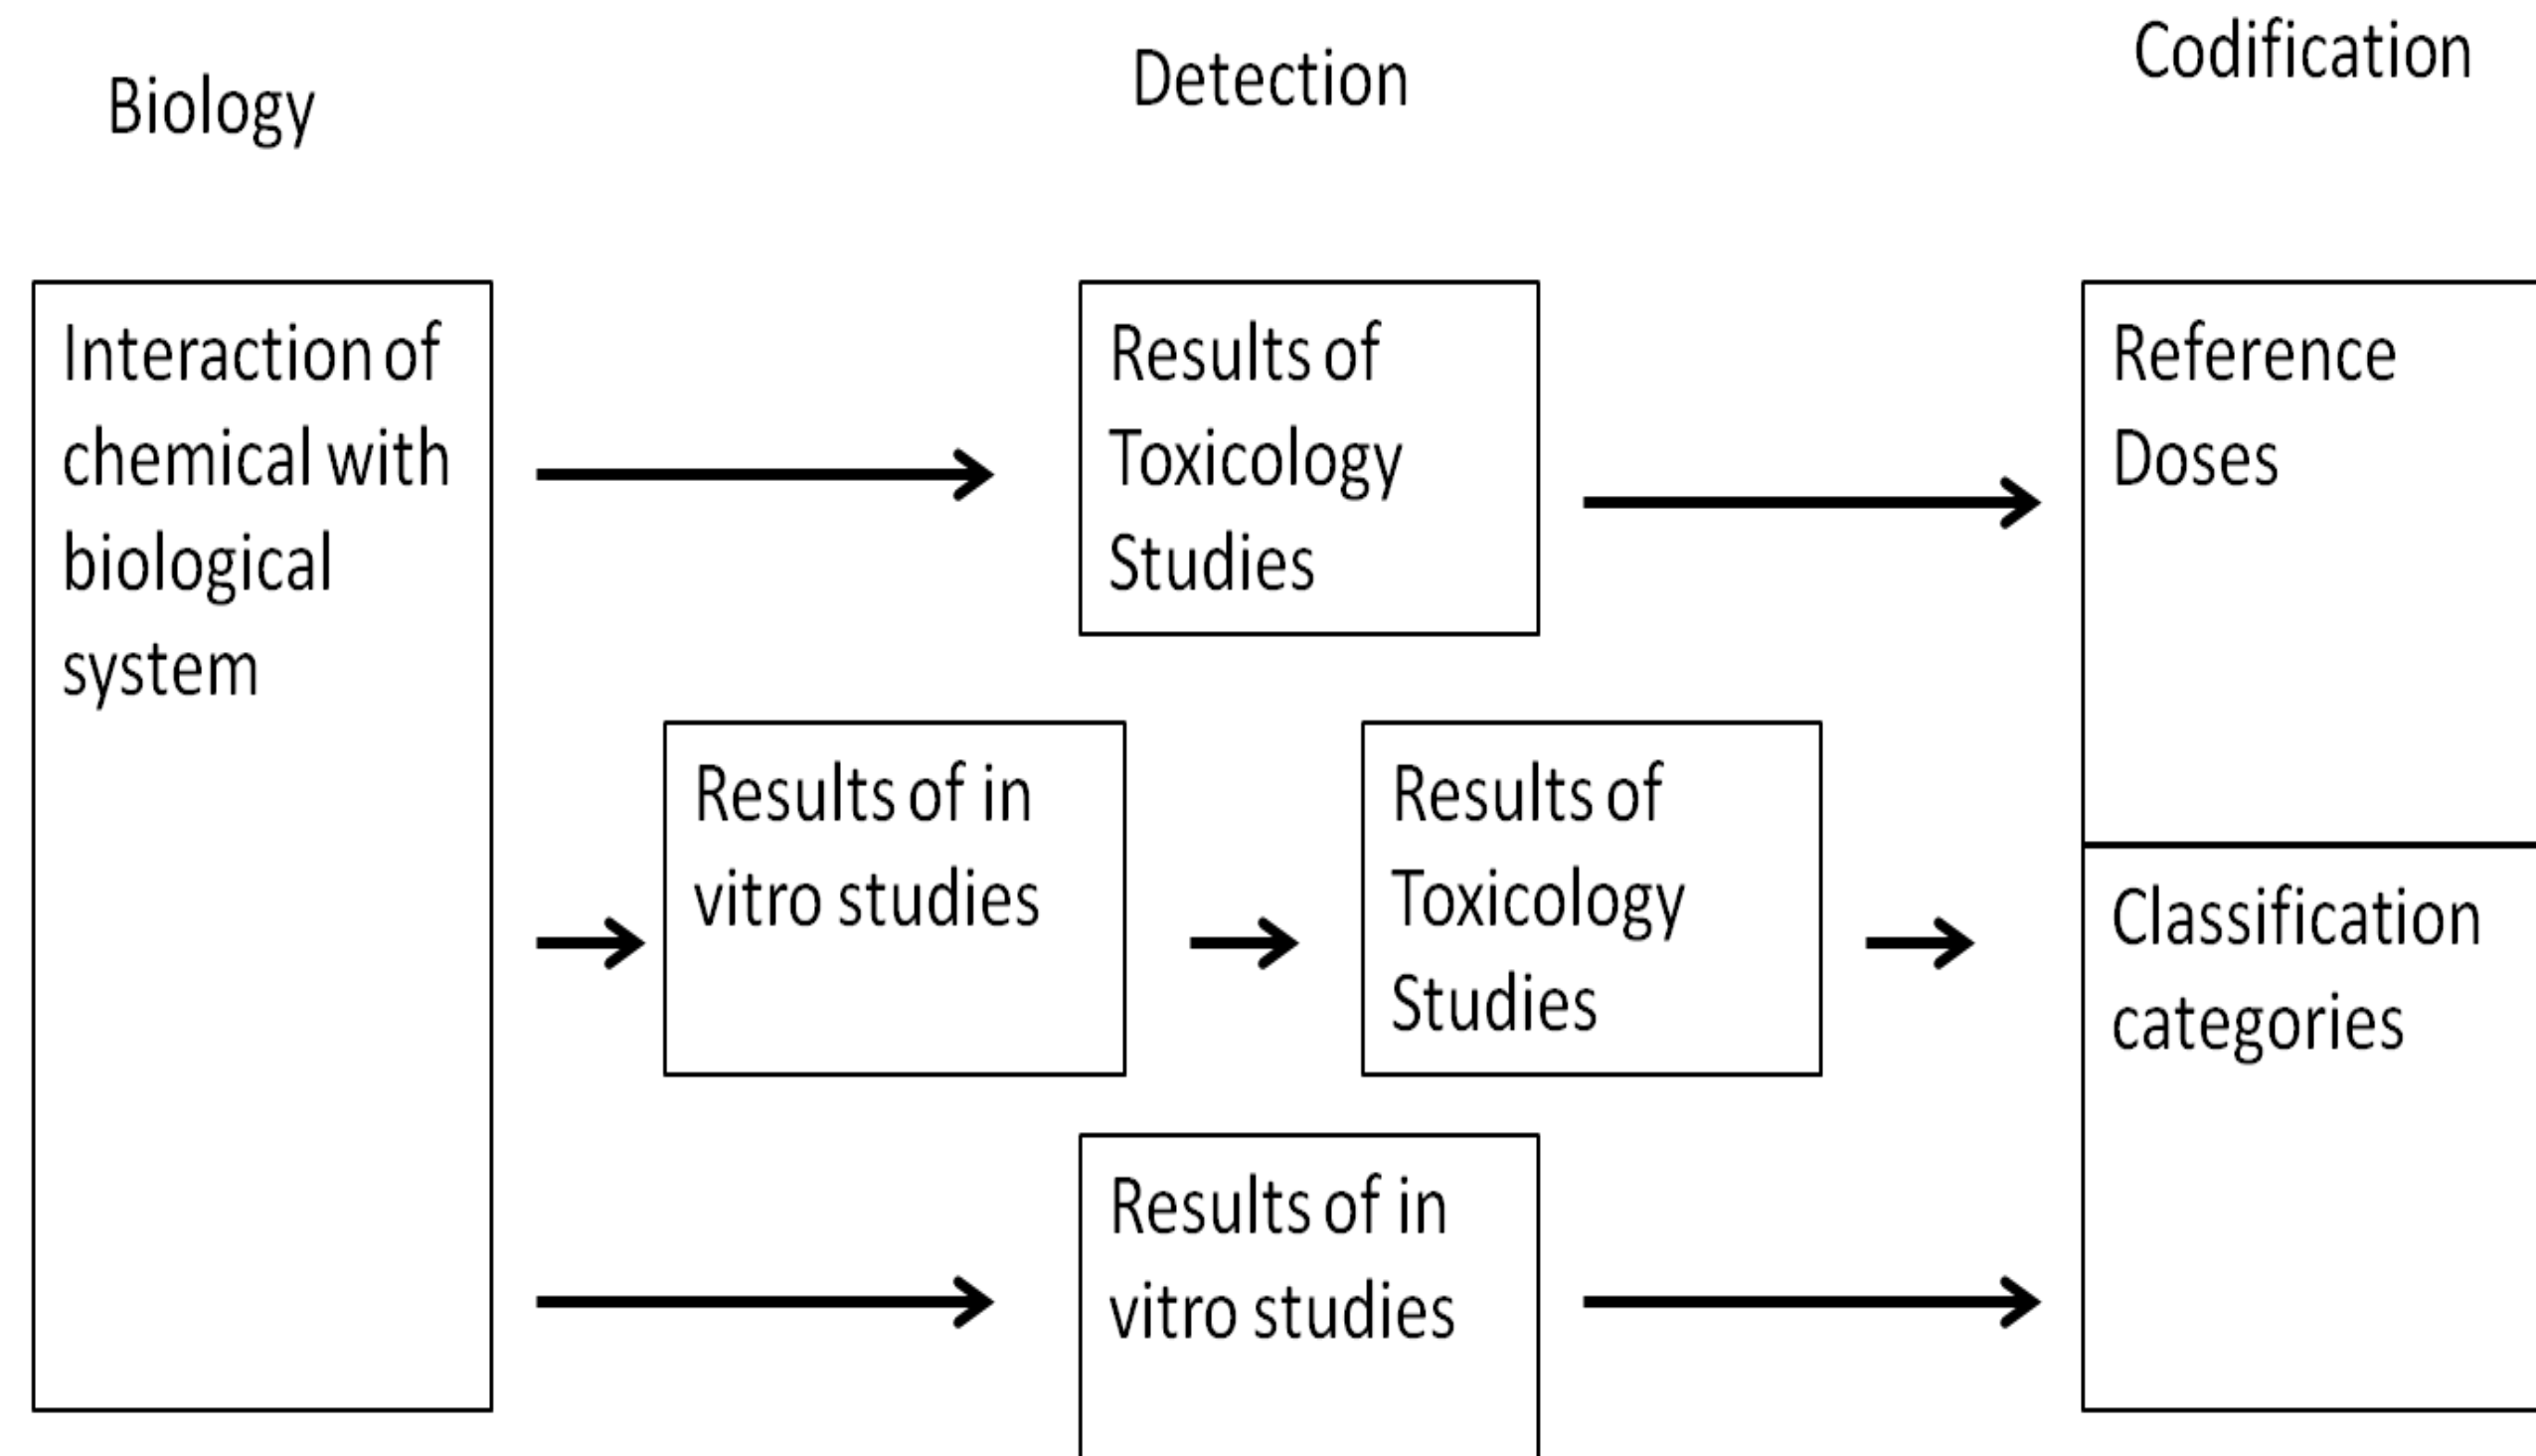 Biology
Detection
Codification
Interaction of
chemical with
biological
system
Results of
Toxicology
Studies
Reference
Doses
Results of in
vitro studies
Results of
Toxicology
Studies
Classification
categories
Results of in
vitro studies